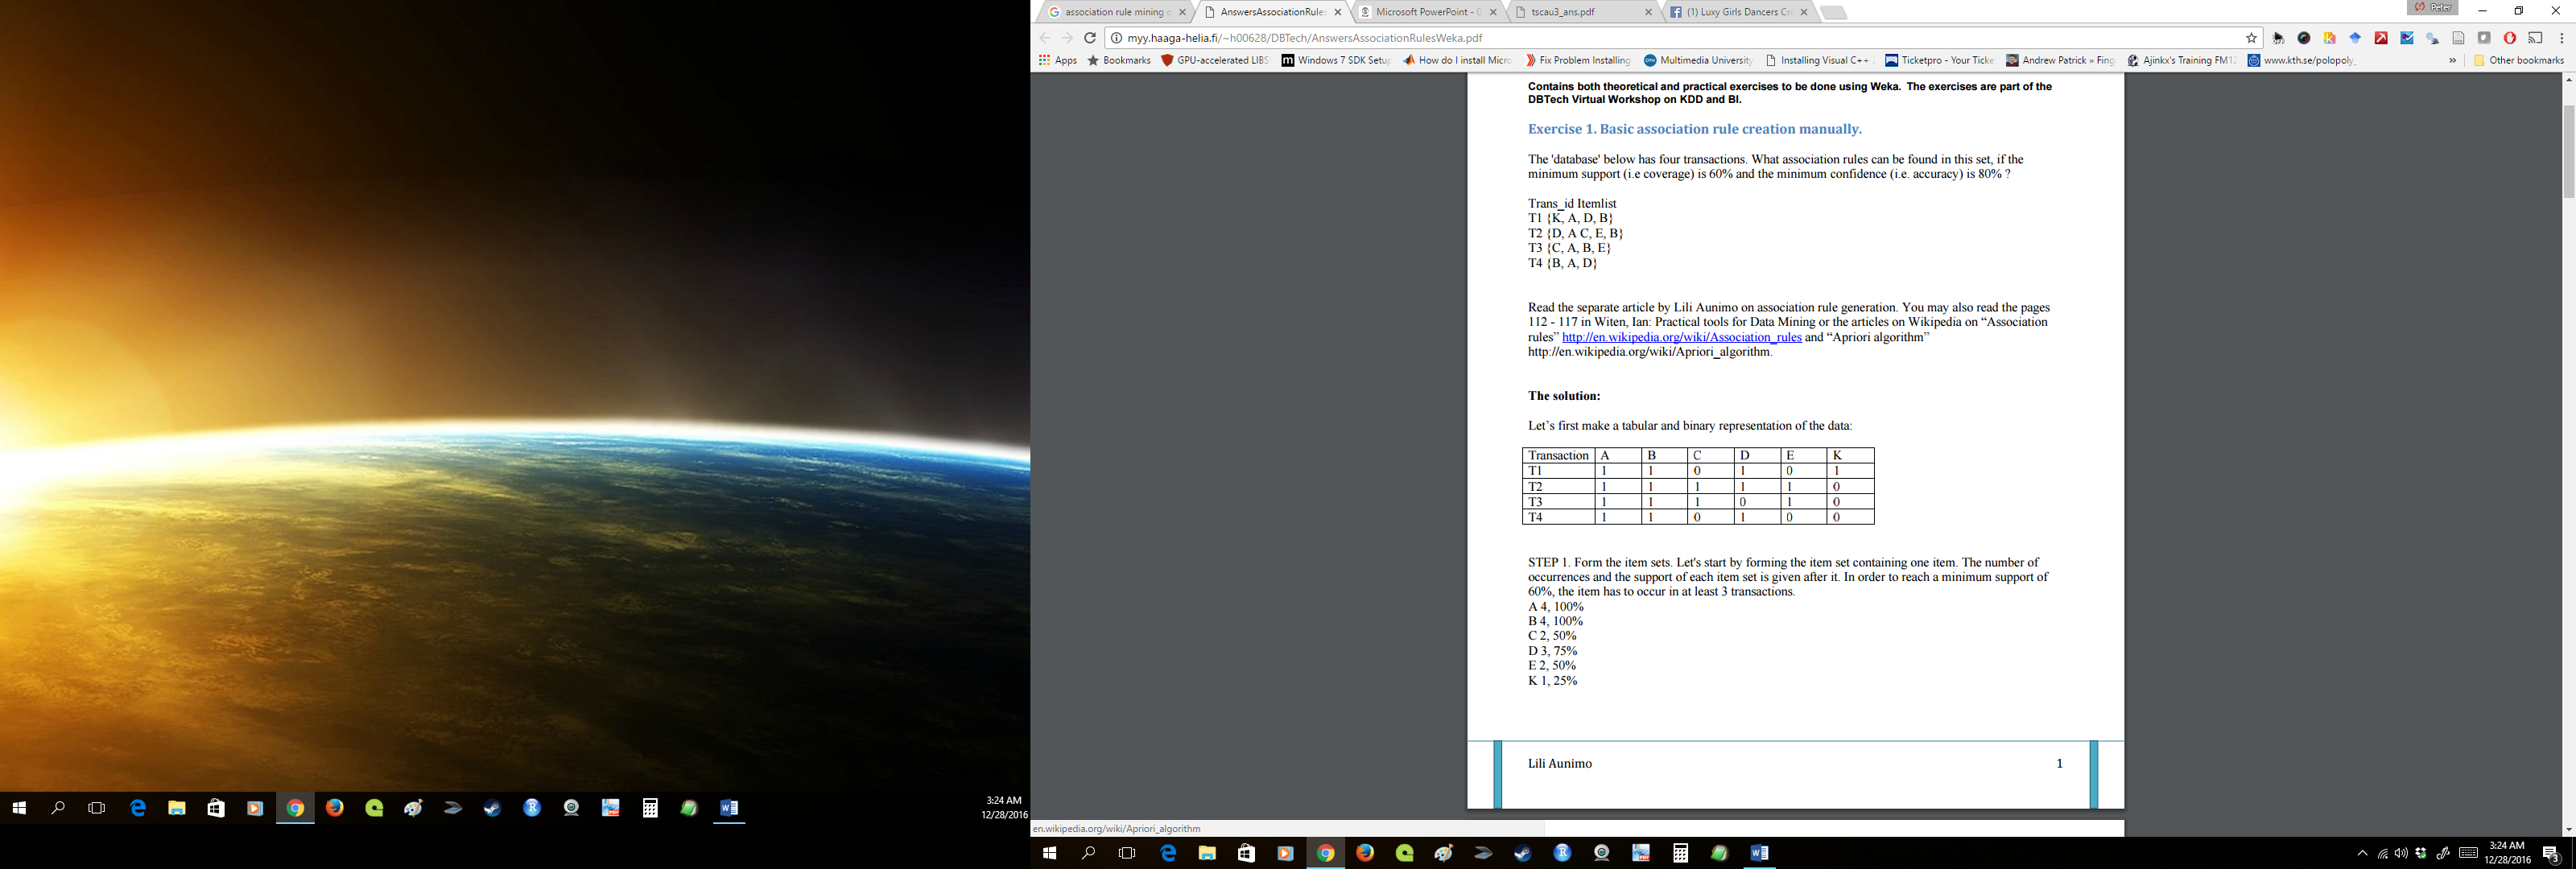 association rule mining
AnswersAssociationRules
Microsoft PowerPoint -
tscau3_ans.pdf
(1) Luxy Girls Dancers
Peter
myy.haaga-helia.fi/~h00628/DBTech/AnswersAssociationRulesWeka.pdf
Apps
Bookmarks
GPU-accelerated LIBS
Windows 7 SDK Setup
How do I install Micro
Fix Problem Installing
Multimedia University
Installing Visual C++
Ticketpro - Your Ticke
Andrew Patrick » Fing
Ajinkx's Training FM12
www.kth.se/polopoly_
»
Other bookmarks
Contains both theoretical and practical exercises to be done using Weka. The exercises are part of the
DBTech Virtual Workshop on KDD and BI.
Exercise 1. Basic association rule creation manually.
The 'database' below has four transactions. What association rules can be found in this set, if the
minimum support (i.e coverage) is 60% and the minimum confidence (i.e. accuracy) is 80% ?
Trans_id Itemlist
T1 {K, A, D, B}
T2 {D, A C, E, B}
T3 {C, A, B, E}
T4 {B, A, D}
Read the separate article by Lili Aunimo on association rule generation. You may also read the pages
112 - 117 in Witen, Ian: Practical tools for Data Mining or the articles on Wikipedia on “Association
rules” http://en.wikipedia.org/wiki/Association_rules and “Apriori algorithm”
http://en.wikipedia.org/wiki/Apriori_algorithm.
The solution:
Let’s first make a tabular and binary representation of the data:
Transaction A B C D E K
T1 1 1 0 1 0 1
T2 1 1 1 1 1 0
T3 1 1 1 0 1 0
T4 1 1 0 1 0 0
STEP 1. Form the item sets. Let's start by forming the item set containing one item. The number of
occurrences and the support of each item set is given after it. In order to reach a minimum support of
60%, the item has to occur in at least 3 transactions.
A 4, 100%
B 4, 100%
C 2, 50%
D 3, 75%
E 2, 50%
K 1, 25%
Lili Aunimo 1
en.wikipedia.org/wiki/Apriori_algorithm
3:24 AM
12/28/2016
3:24 AM
12/28/2016
3